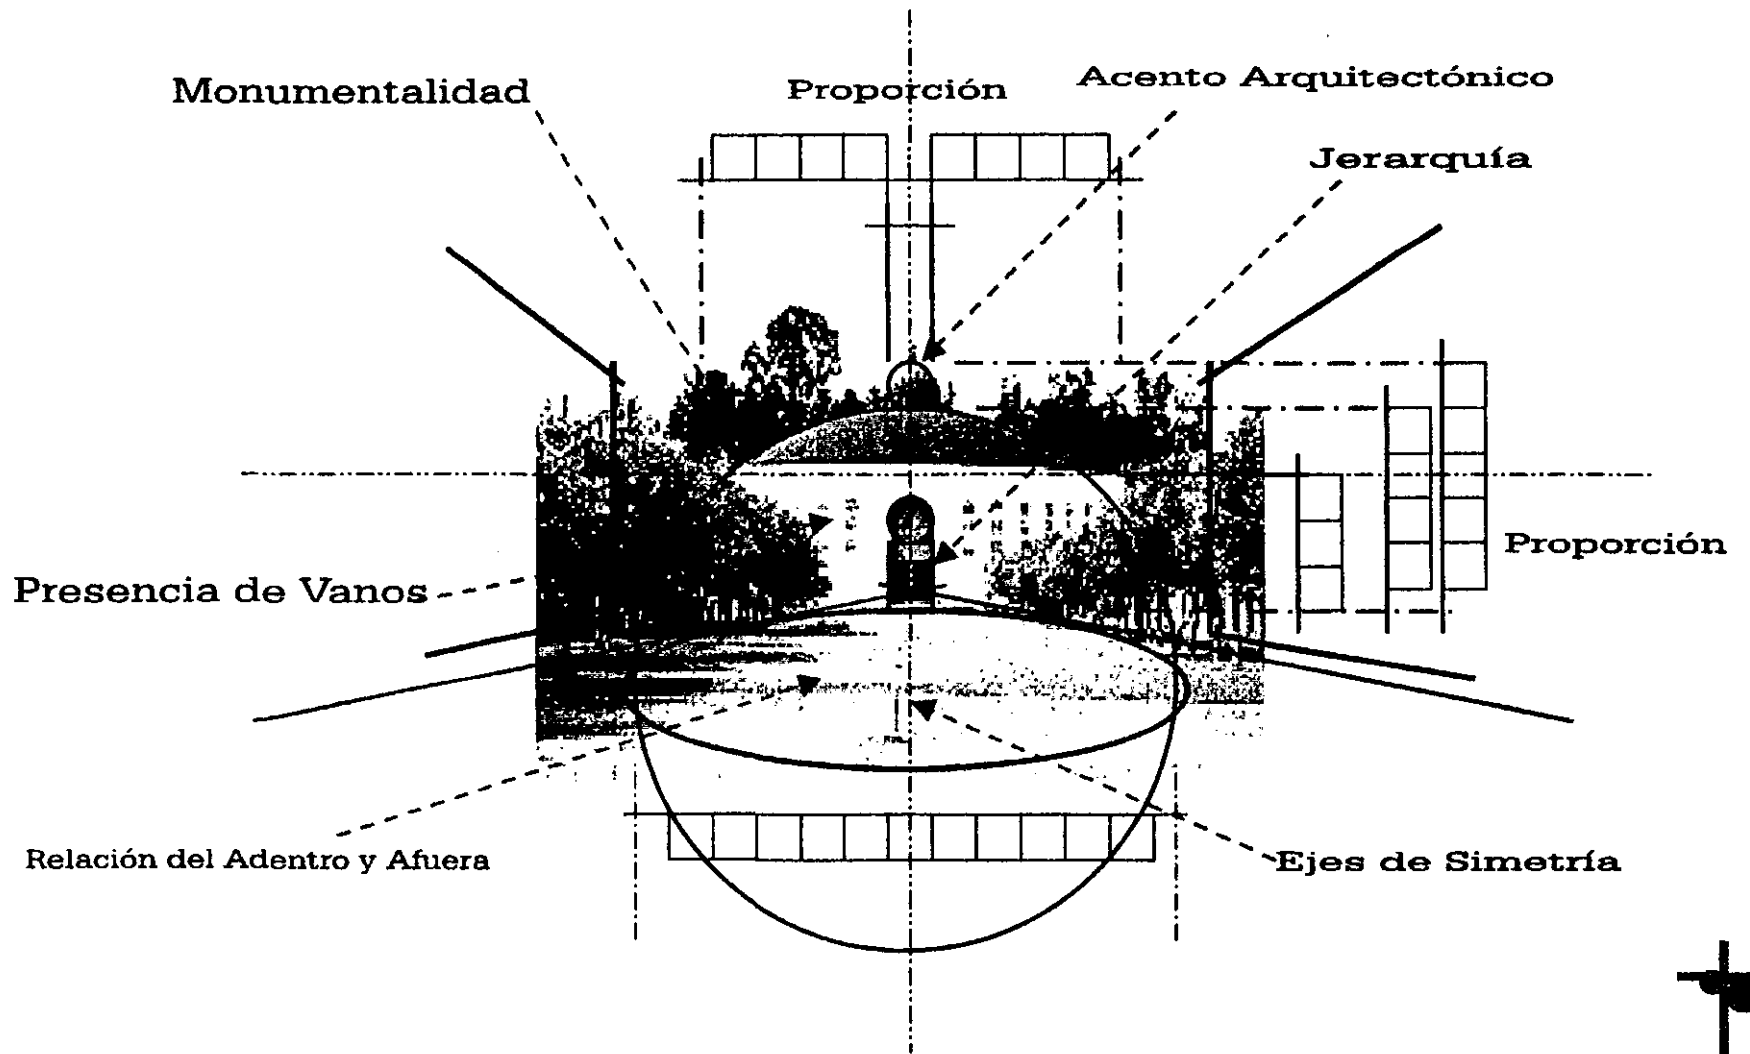 Monumentalidad
Proporción
Acento Arquitectónico
Jerarquía
Proporción
Presencia de Vanos
Relación del Adentro y Afuera
Ejes de Simetría